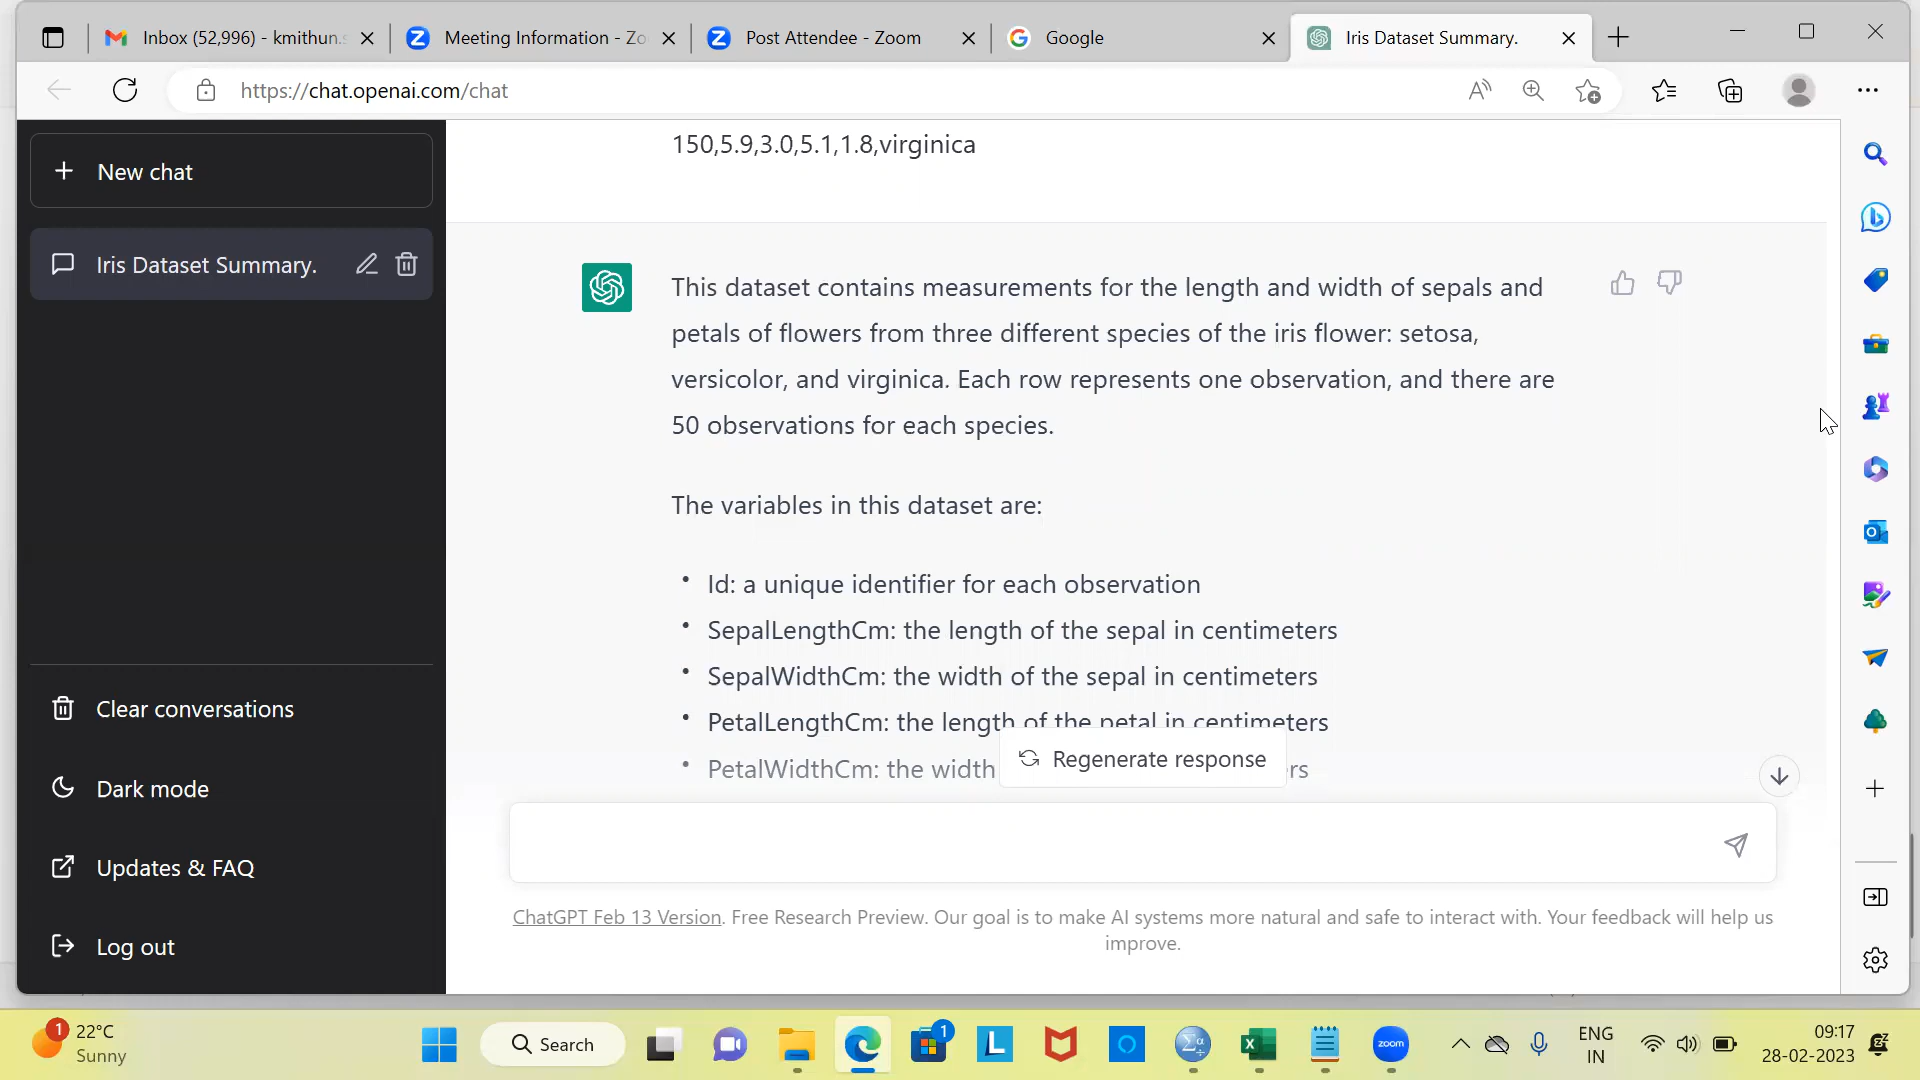 Inbox (52,996) - kmithun.s
Meeting Information - Zo
Post Attendee - Zoom
Google
Iris Dataset Summary.
https://chat.openai.com/chat
New chat
Iris Dataset Summary.
Clear conversations
Dark mode
Updates & FAQ
Log out
150,5.9,3.0,5.1,1.8,virginica
This dataset contains measurements for the length and width of sepals and
petals of flowers from three different species of the iris flower: setosa,
versicolor, and virginica. Each row represents one observation, and there are
50 observations for each species.
The variables in this dataset are:
• Id: a unique identifier for each observation
• SepalLengthCm: the length of the sepal in centimeters
• SepalWidthCm: the width of the sepal in centimeters
• PetalLengthCm: the length of the petal in centimeters
• PetalWidthCm: the width rs
Regenerate response
ChatGPT Feb 13 Version. Free Research Preview. Our goal is to make AI systems more natural and safe to interact with. Your feedback will help us
improve.
1
22°C
Sunny
Search
1
zoom
ENG
IN
09:17
28-02-2023